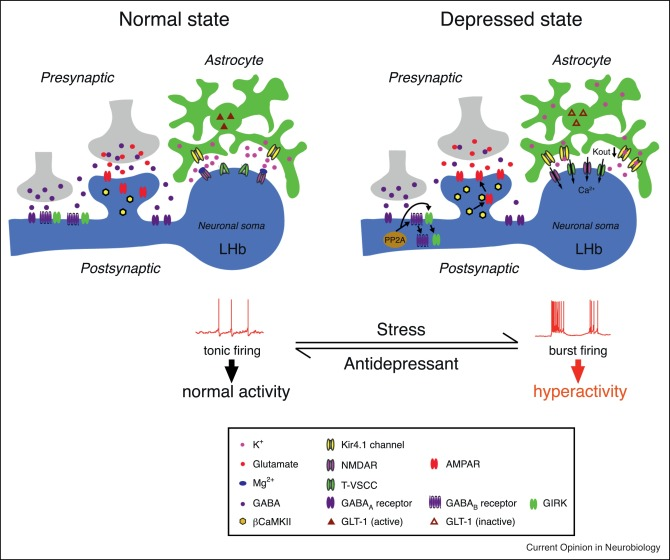 Normal state
Depressed state
Astrocyte
Astrocyte
Presynaptic
Presynaptic
Kout
Ca²⁺
Neuronal soma
LHb
Neuronal soma
LHb
PP2A
Postsynaptic
Postsynaptic
Stress
Antidepressant
tonic firing
burst firing
normal activity
hyperactivity
K⁺
Kir4.1 channel
Glutamate
NMDAR
AMPAR
Mg²⁺
T-VSCC
GABA
GABA_A receptor
GABA_B receptor
GIRK
βCaMKII
GLT-1 (active)
GLT-1 (inactive)
Current Opinion in Neurobiology